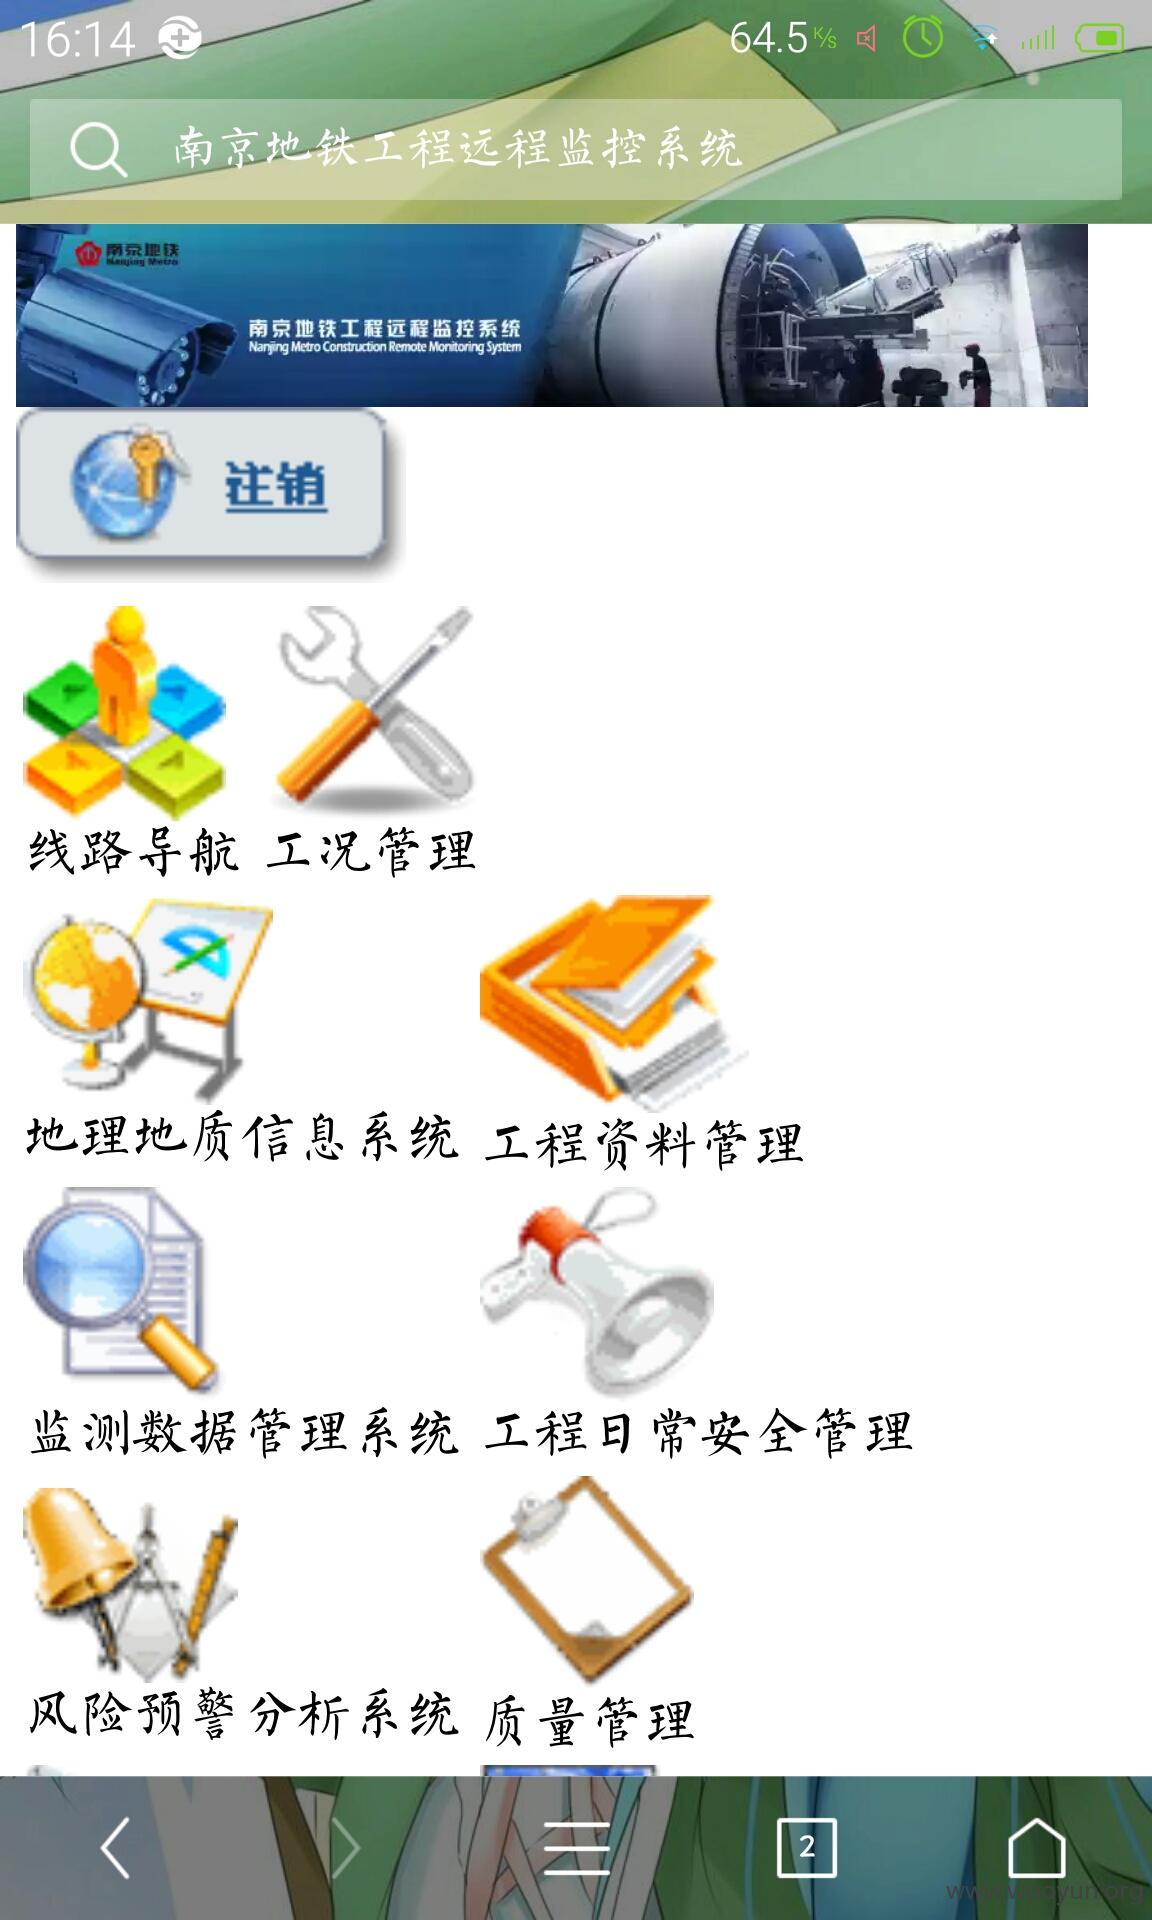 16:14
64.5 K/s
南京地铁工程远程监控系统
南京地铁
Nanjing Metro
南京地铁工程远程监控系统
Nanjing Metro Construction Remote Monitoring System
注销
线路导航 工况管理
地理地质信息系统 工程资料管理
监测数据管理系统 工程日常安全管理
风险预警分析系统 质量管理
2
www.wooyun.org